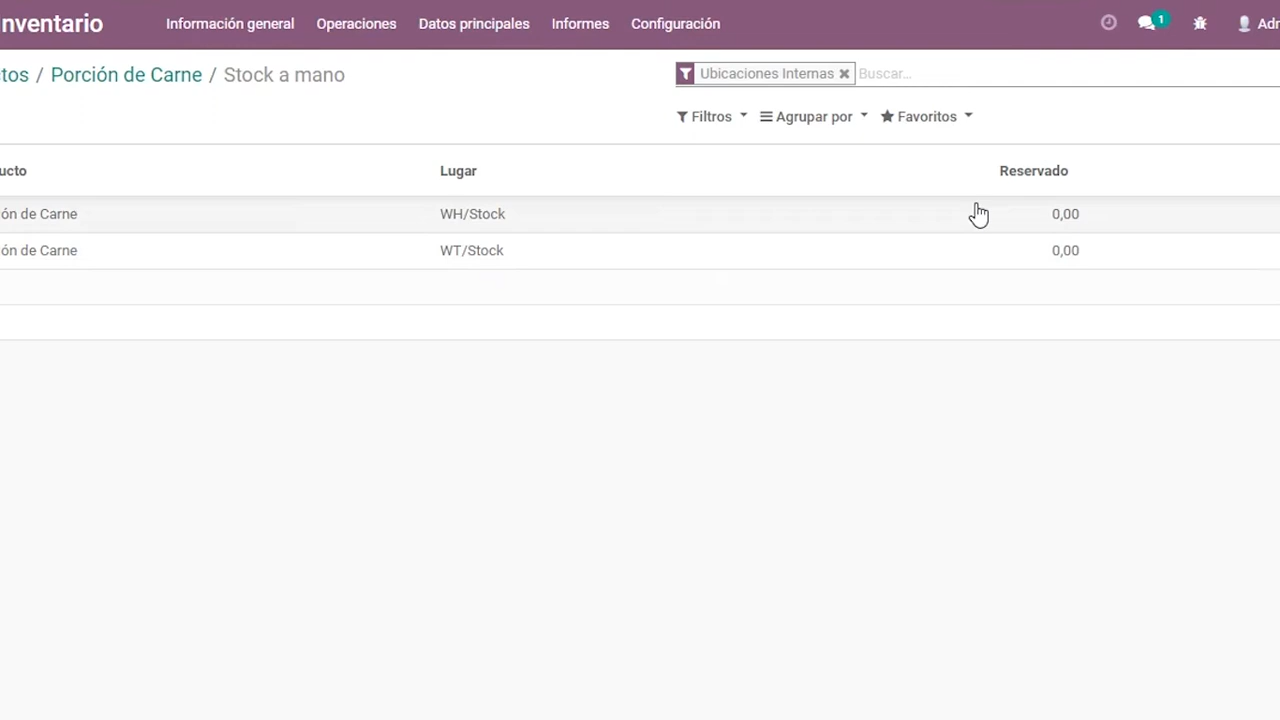 nventario Información general Operaciones Datos principales Informes Configuración 1 Adr
ctos / Porción de Carne / Stock a mano
Ubicaciones Internas ✖ Buscar...
Filtros Agrupar por Favoritos
ucto Lugar Reservado
ón de Carne WH/Stock 0,00
ón de Carne WT/Stock 0,00